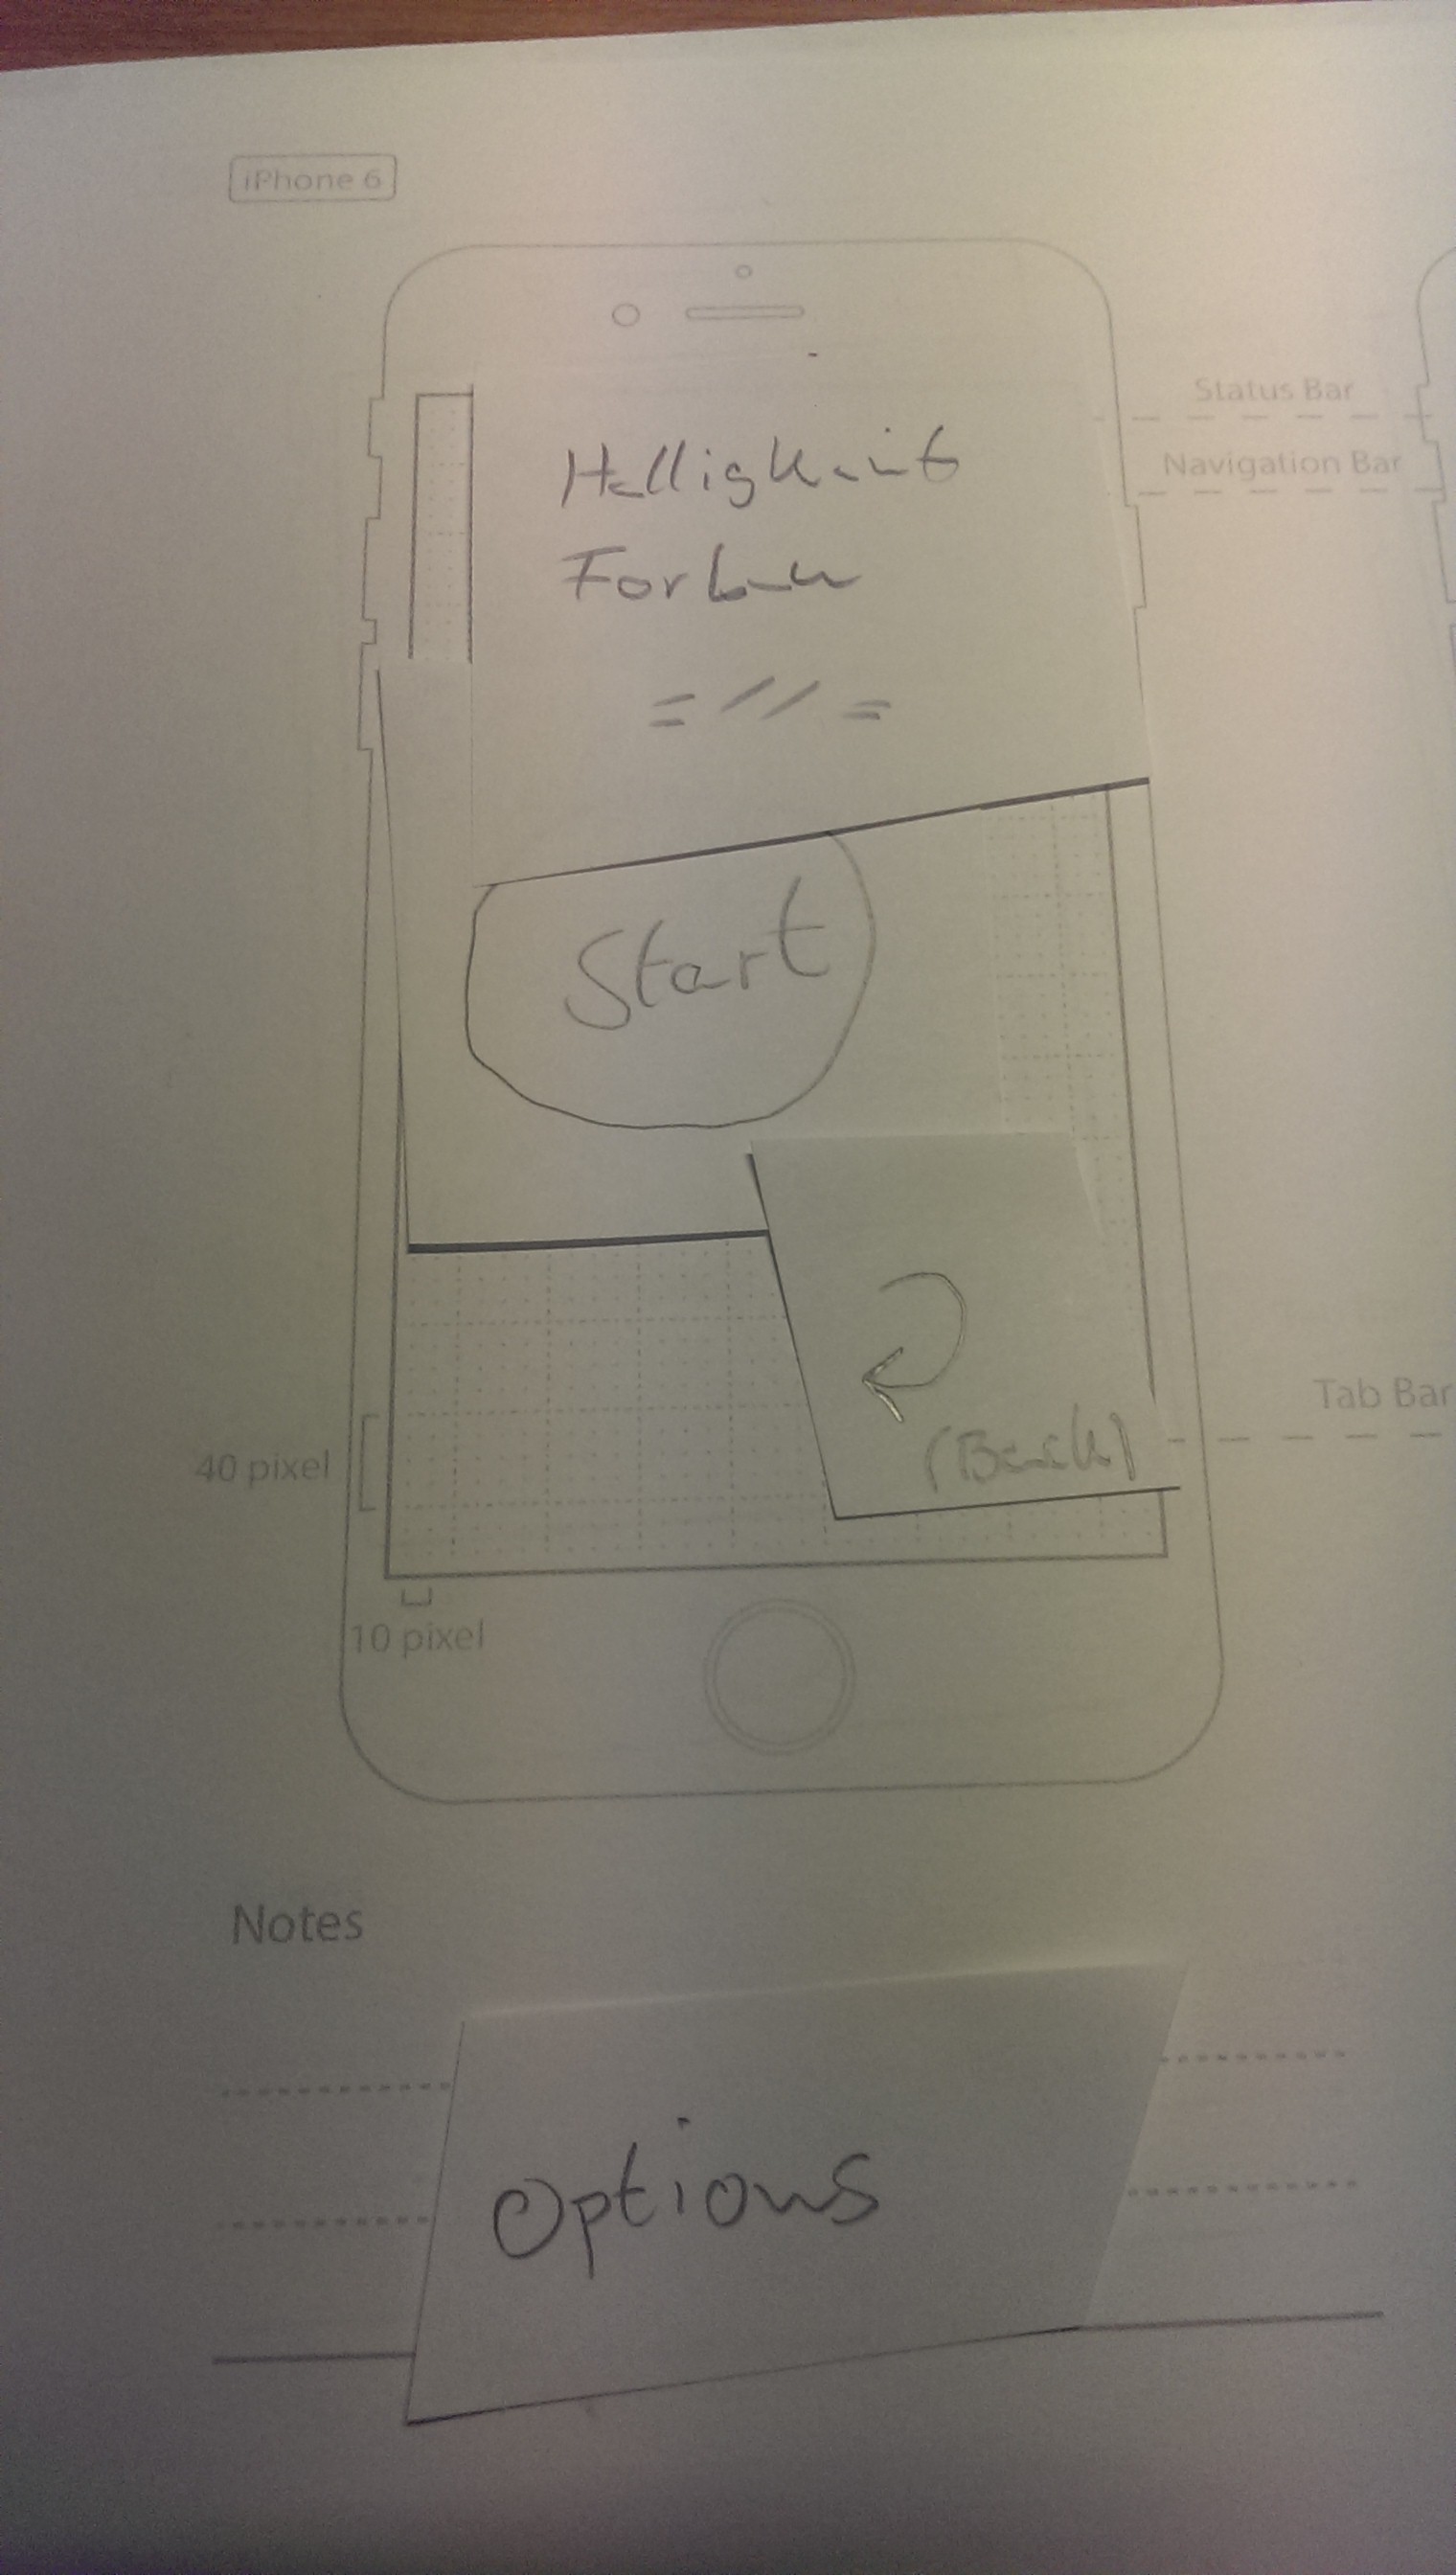 iPhone 6
Status Bar
Navigation Bar
Helligkeit
Farben
Start
(Back)
Tab Bar
40 pixel
10 pixel
Notes
Options